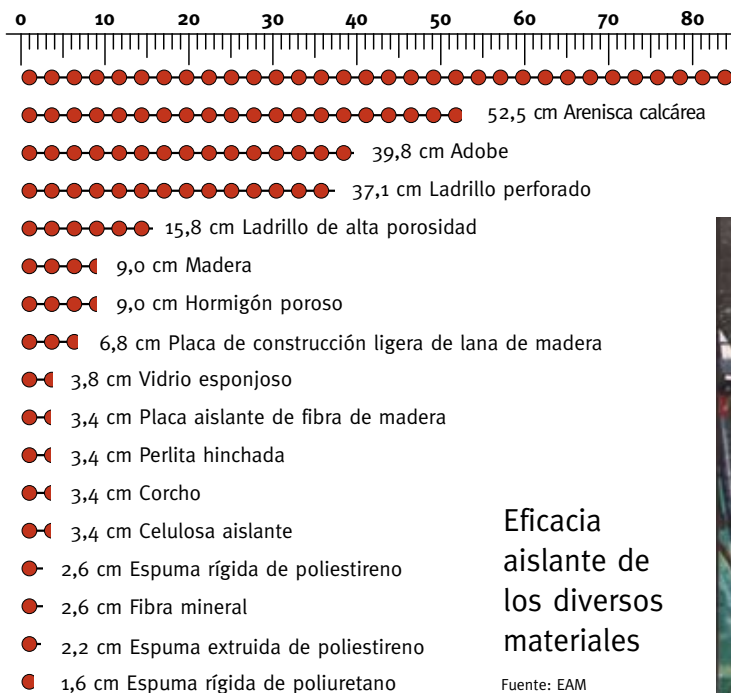 0 10 20 30 40 50 60 70 80
52,5 cm Arenisca calcárea
39,8 cm Adobe
37,1 cm Ladrillo perforado
15,8 cm Ladrillo de alta porosidad
9,0 cm Madera
9,0 cm Hormigón poroso
6,8 cm Placa de construcción ligera de lana de madera
3,8 cm Vidrio esponjoso
3,4 cm Placa aislante de fibra de madera
3,4 cm Perlita hinchada
3,4 cm Corcho
3,4 cm Celulosa aislante
2,6 cm Espuma rígida de poliestireno
2,6 cm Fibra mineral
2,2 cm Espuma extruida de poliestireno
1,6 cm Espuma rígida de poliuretano
Eficacia
aislante de
los diversos
materiales
Fuente: EAM